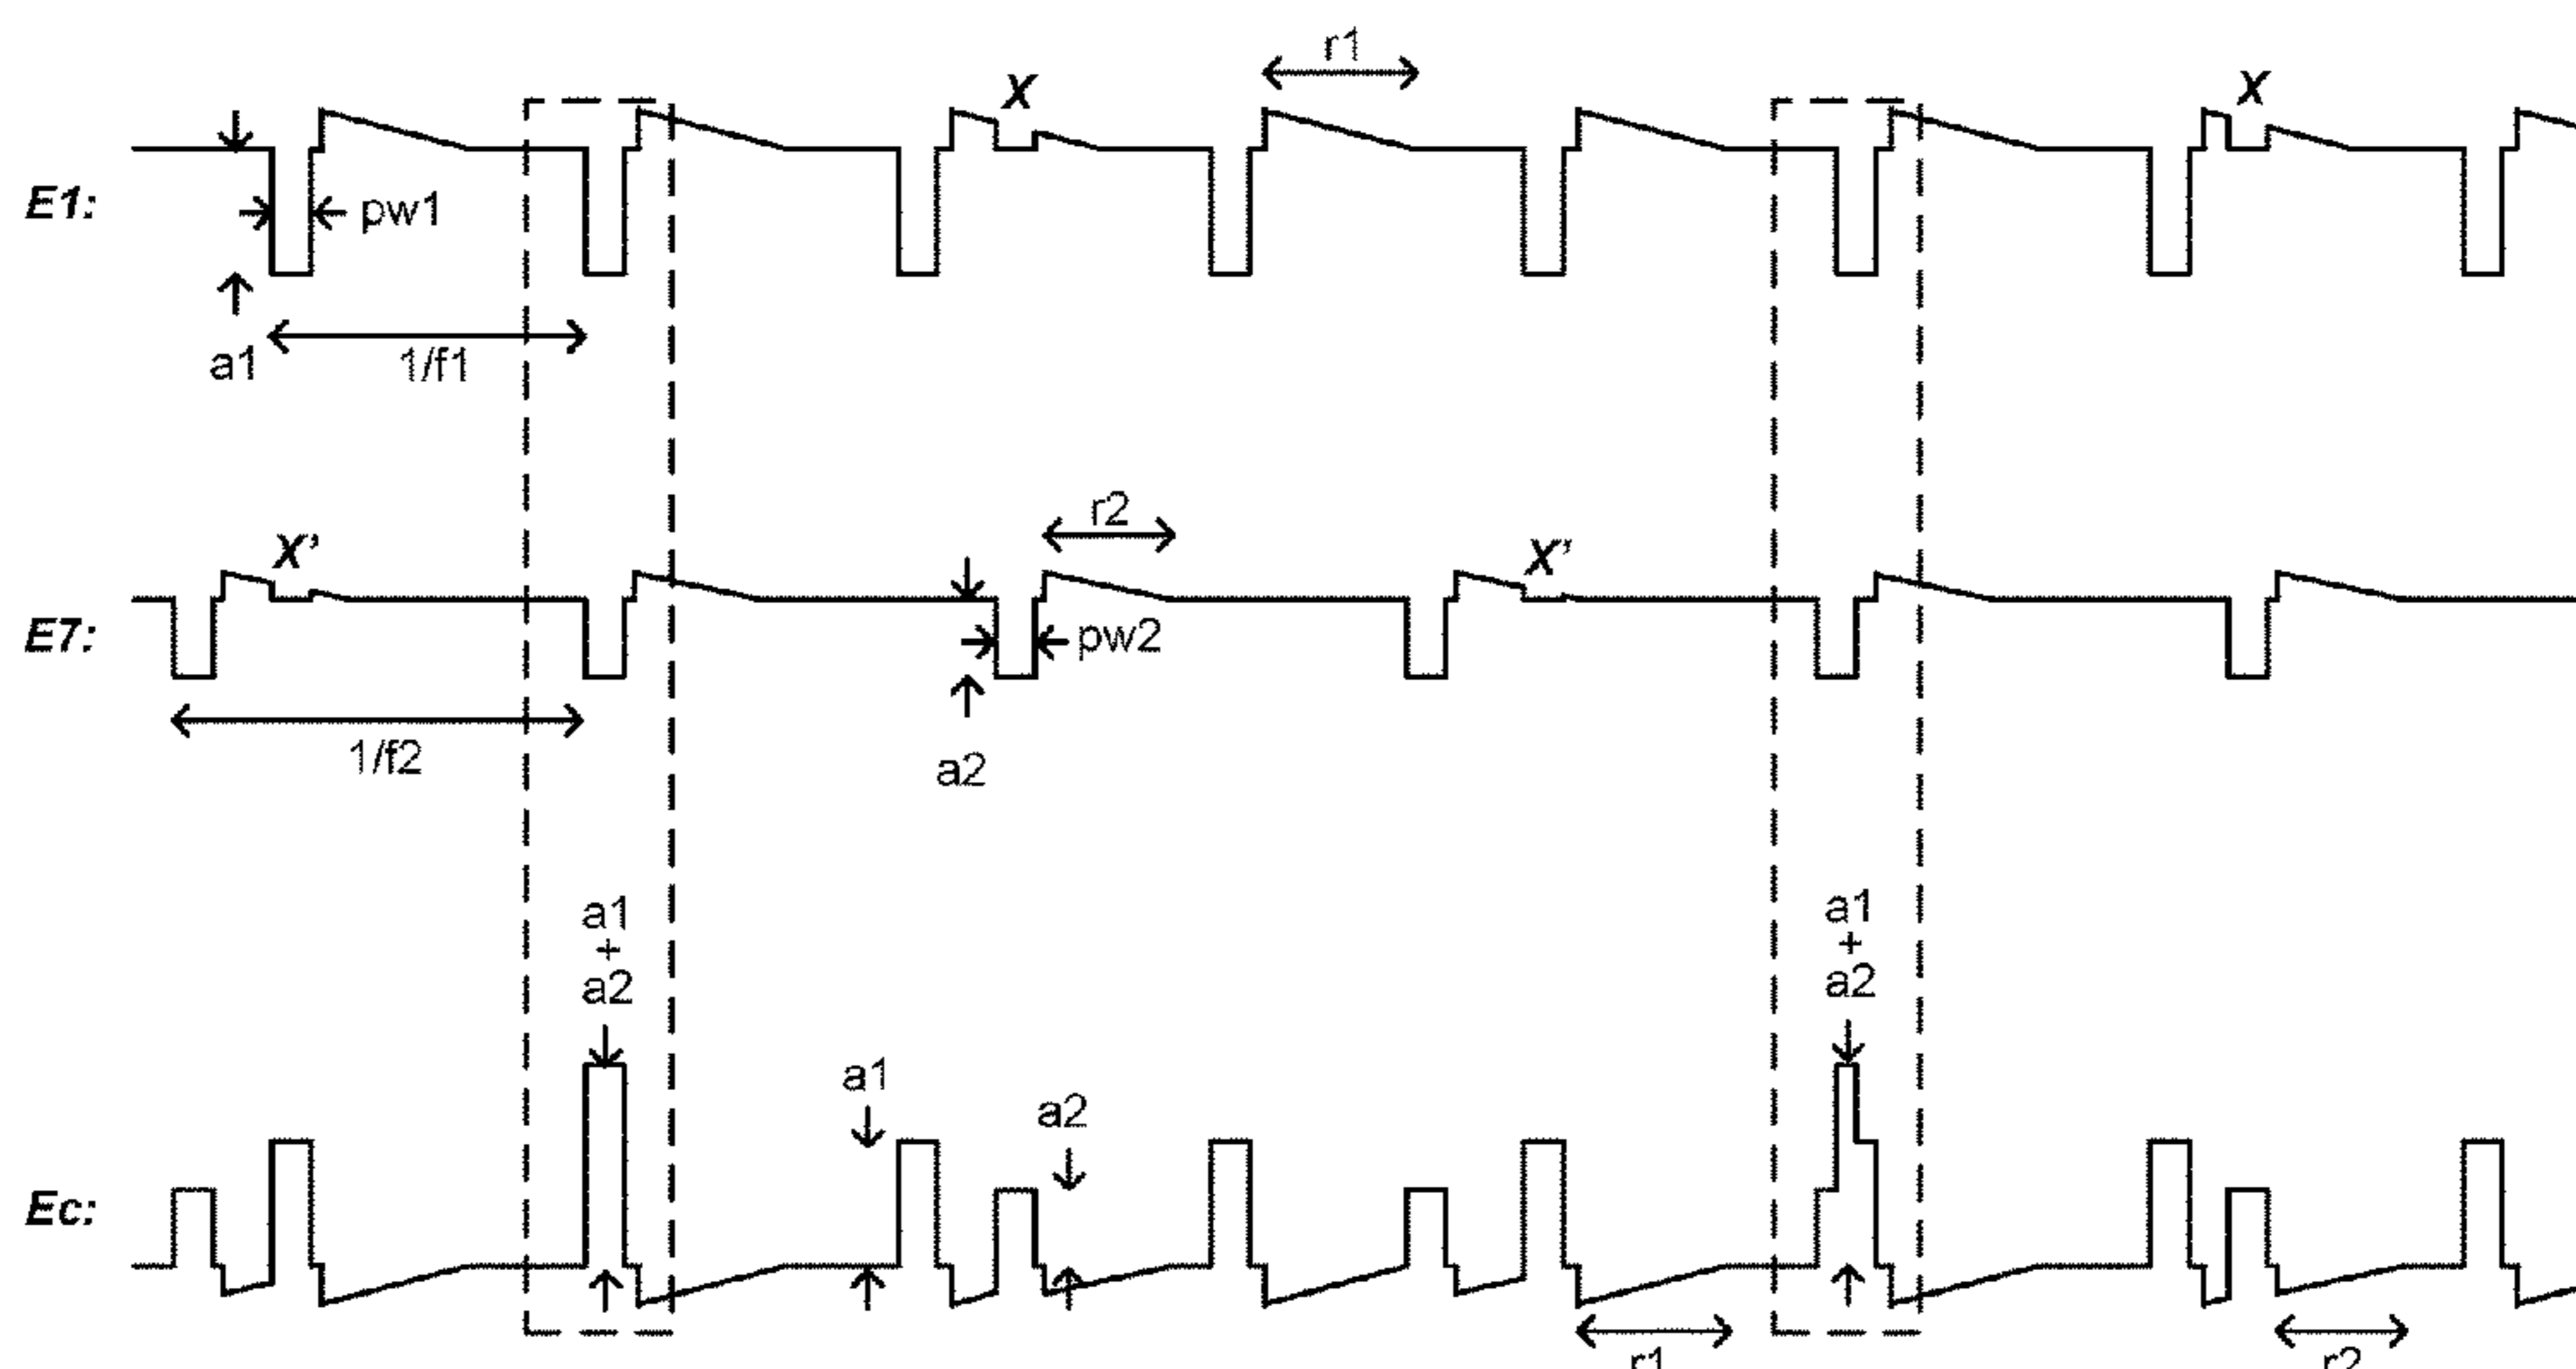 r1
X
X
E1:
pw1
a1
1/f1
r2
X’
X’
E7:
pw2
1/f2
a2
a1
+
a2
a1
+
a2
a1
a2
Ec:
r1
r2